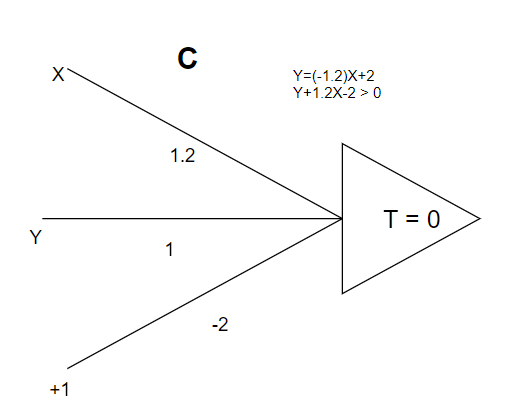 C
X
Y=(-1.2)X+2
Y+1.2X-2 > 0
1.2
T = 0
Y
1
-2
+1